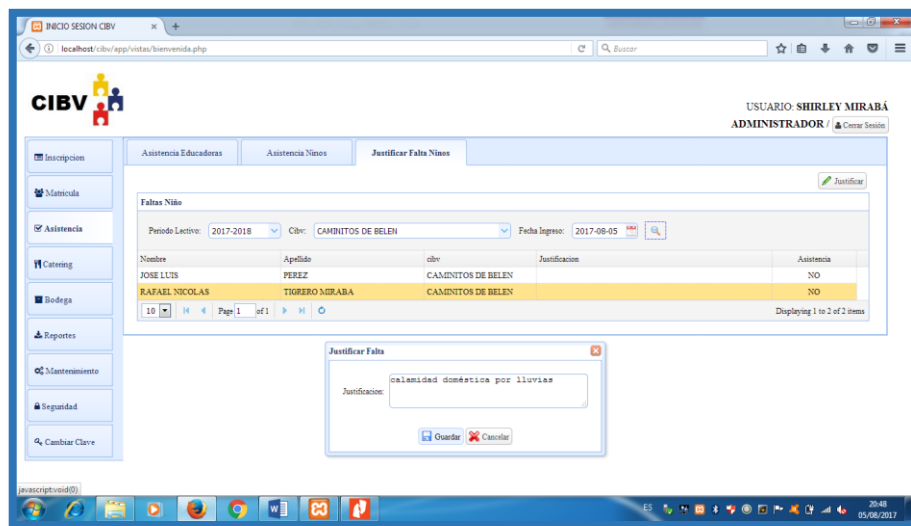 INICIO SESION CIBV
localhost/cibv/app/vistas/bienvenida.php
Buscar
CIBV
USUARIO: SHIRLEY MIRABÁ
ADMINISTRADOR / Cerrar Sesión
Inscripcion
Matricula
Asistencia
Catering
Bodega
Reportes
Mantenimiento
Seguridad
Cambiar Clave
Asistencia Educadoras Asistencia Ninos Justificar Falta Ninos
Justificar
Faltas Niño
Periodo Lectivo: 2017-2018 Cibv: CAMINITOS DE BELEN Fecha Ingreso: 2017-08-05
Nombre Apellido cibv Justificacion Asistencia
JOSE LUIS PEREZ CAMINITOS DE BELEN NO
RAFAEL NICOLAS TIGRERO MIRABA CAMINITOS DE BELEN NO
10 Page 1 of 1 Displaying 1 to 2 of 2 items
Justificar Falta
Justificacion: calamidad doméstica por lluvias
Guardar Cancelar
javascript:void(0)
ES 20:48
05/08/2017